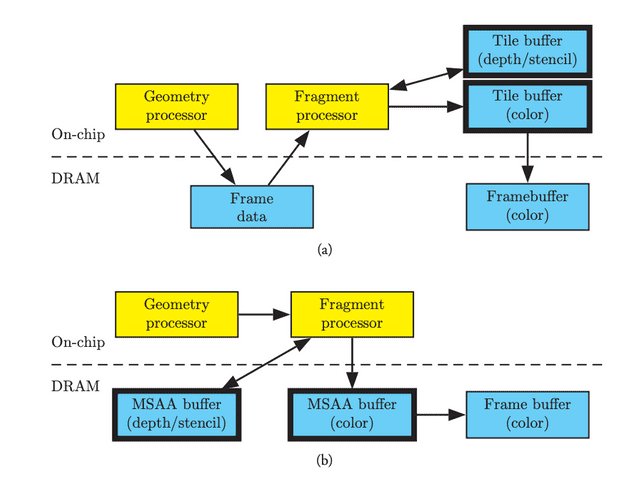 Tile buffer
(depth/stencil)
Geometry
processor
Fragment
processor
Tile buffer
(color)
On-chip
DRAM
Frame
data
Framebuffer
(color)
(a)
Geometry
processor
Fragment
processor
On-chip
DRAM
MSAA buffer
(depth/stencil)
MSAA buffer
(color)
Frame buffer
(color)
(b)